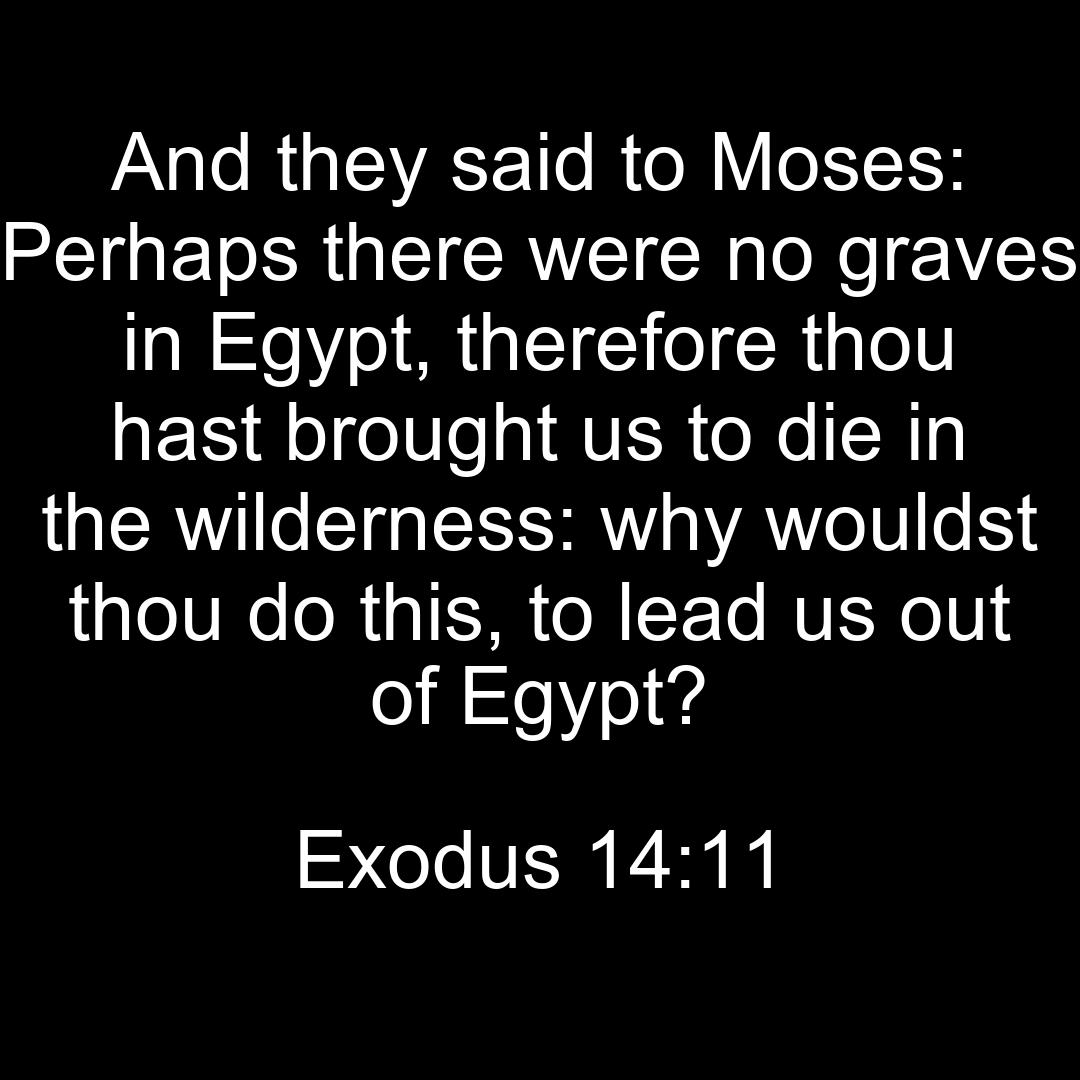 And they said to Moses:
Perhaps there were no graves
in Egypt, therefore thou
hast brought us to die in
the wilderness: why wouldst
thou do this, to lead us out
of Egypt?
Exodus 14:11